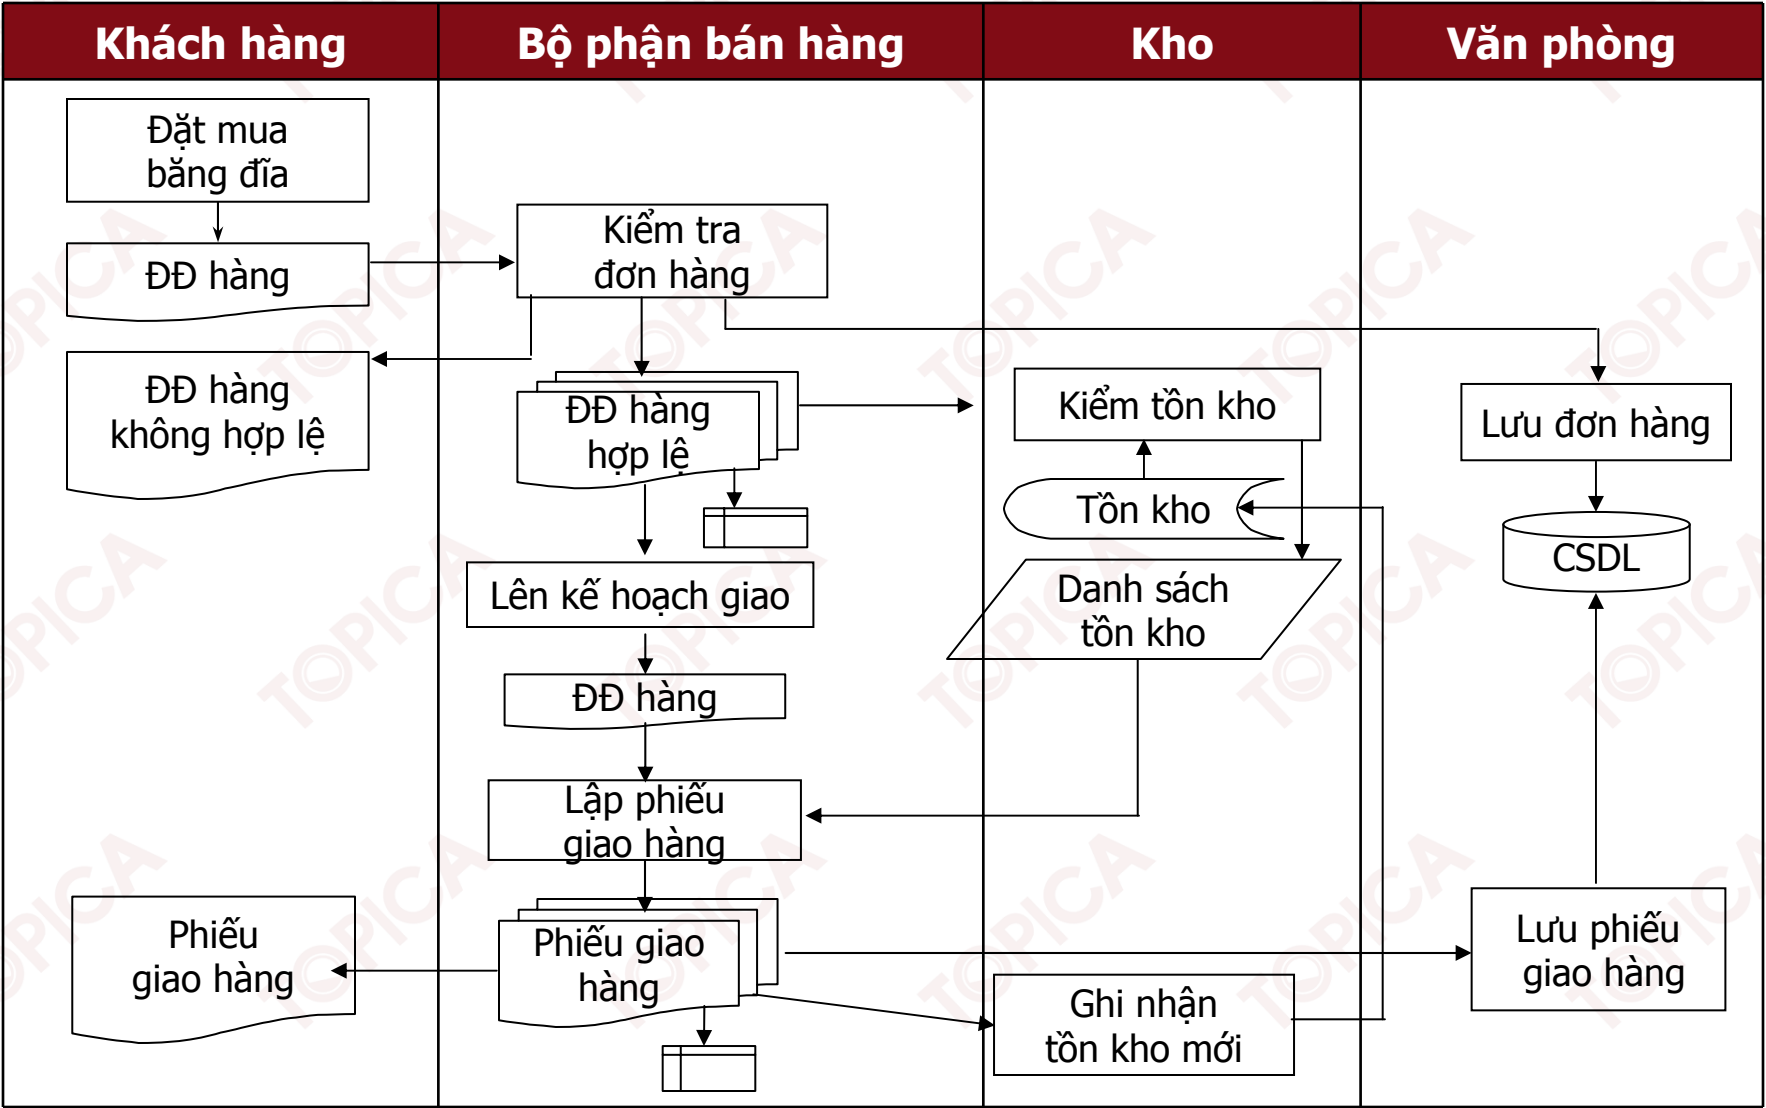 Khách hàng
Bộ phận bán hàng
Kho
Văn phòng
Đặt mua
băng đĩa
ĐĐ hàng
Kiểm tra
đơn hàng
ĐĐ hàng
không hợp lệ
ĐĐ hàng
hợp lệ
Kiểm tồn kho
Lưu đơn hàng
Tồn kho
CSDL
Lên kế hoạch giao
Danh sách
tồn kho
ĐĐ hàng
Lập phiếu
giao hàng
Phiếu
giao hàng
Phiếu giao
hàng
Ghi nhận
tồn kho mới
Lưu phiếu
giao hàng
TOPICA